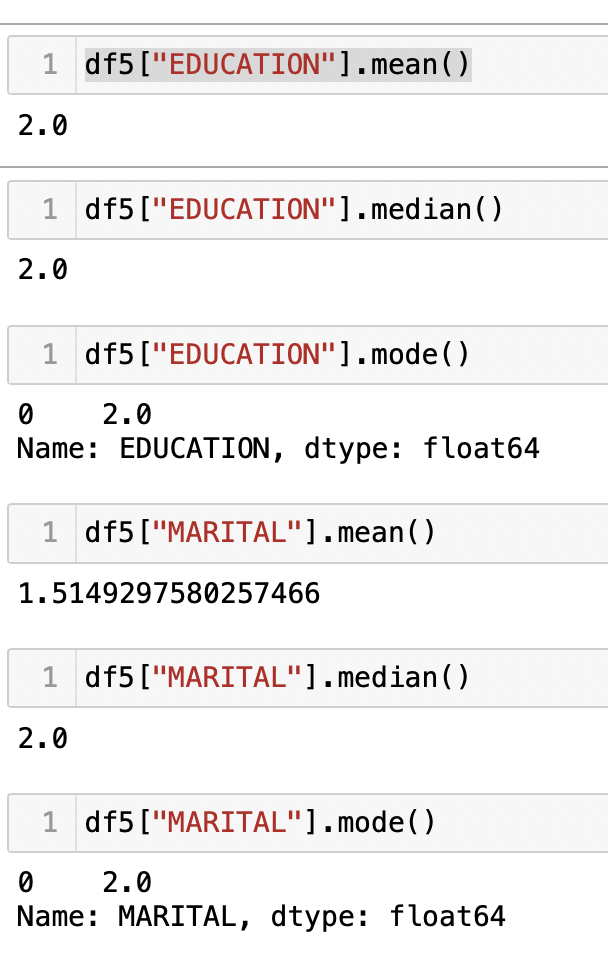 1 df5["EDUCATION"].mean()
2.0
1 df5["EDUCATION"].median()
2.0
1 df5["EDUCATION"].mode()
0    2.0
Name: EDUCATION, dtype: float64
1 df5["MARITAL"].mean()
1.5149297580257466
1 df5["MARITAL"].median()
2.0
1 df5["MARITAL"].mode()
0    2.0
Name: MARITAL, dtype: float64